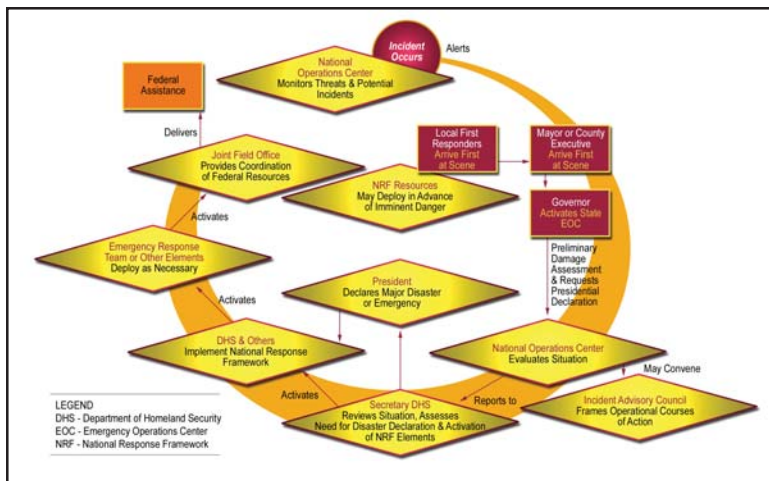 Incident
Occurs
Alerts
National
Operations Center
Monitors Threats & Potential
Incidents
Federal
Assistance
Delivers
Local First
Responders
Arrive First
at Scene
Mayor or County
Executive
Arrive First
at Scene
Joint Field Office
Provides Coordination
of Federal Resources
NRF Resources
May Deploy in Advance
of Imminent Danger
Governor
Activates State
EOC
Activates
Emergency Response
Team or Other Elements
Deploy as Necessary
Preliminary
Damage
Assessment
& Requests
Presidential
Declaration
President
Declares Major Disaster
or Emergency
Activates
DHS & Others
Implement National Response
Framework
National Operations Center
Evaluates Situation
May Convene
Activates
Secretary DHS
Reviews Situation, Assesses
Need for Disaster Declaration & Activation
of NRF Elements
Reports to
Incident Advisory Council
Frames Operational Courses
of Action
LEGEND
DHS - Department of Homeland Security
EOC - Emergency Operations Center
NRF - National Response Framework